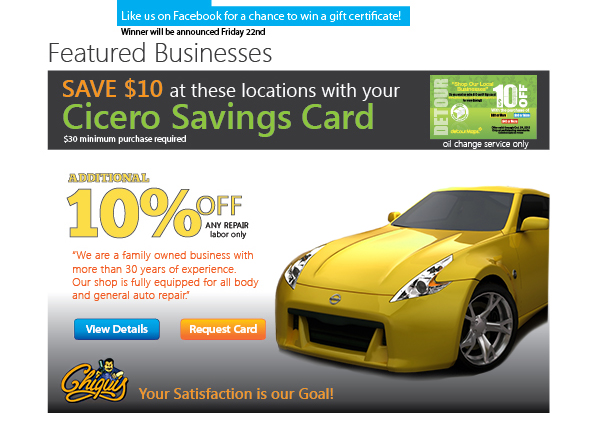 Like us on Facebook for a chance to win a gift certificate!
Winner will be announced Friday 22nd
Featured Businesses
SAVE $10 at these locations with your
Cicero Savings Card
$30 minimum purchase required
DETOUR
"Shop Our Local
Businesses"
$10 OFF
oil change service only
ADDITIONAL
10% OFF
ANY REPAIR
labor only
"We are a family owned business with
more than 30 years of experience.
Our shop is fully equipped for all body
and general auto repair."
View Details
Request Card
Chiquis
Your Satisfaction is our Goal!